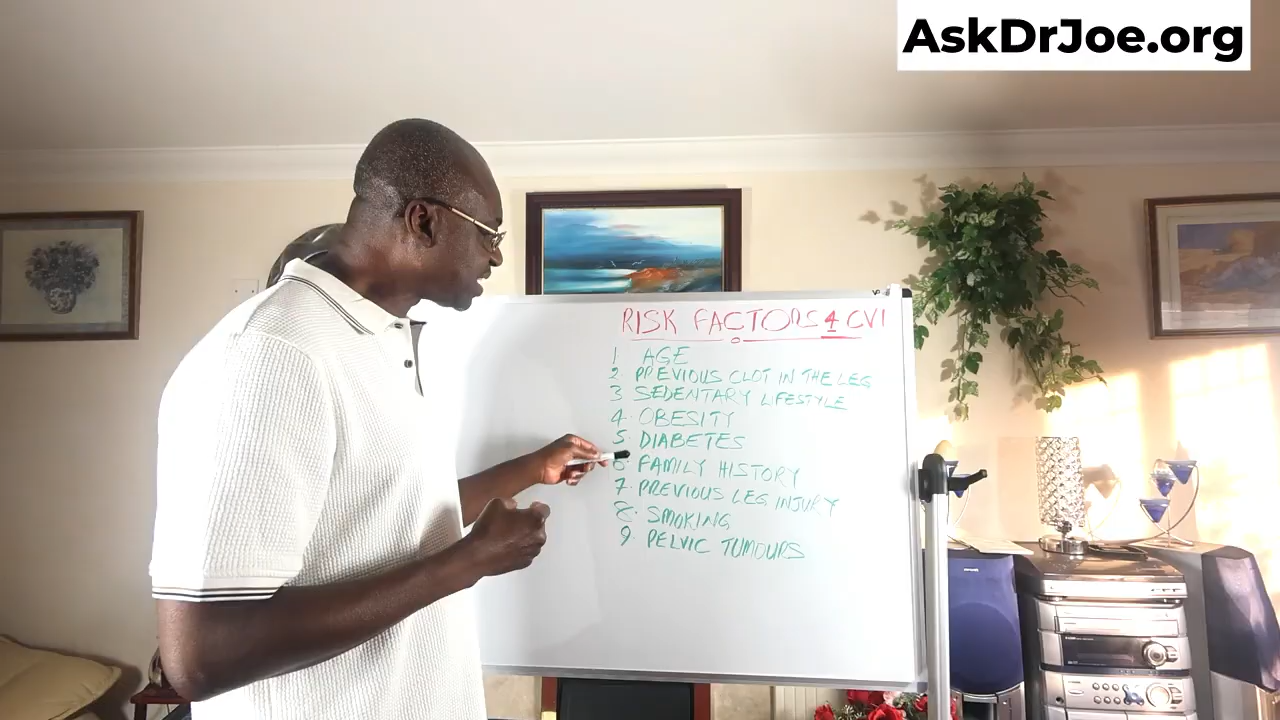 AskDrJoe.org
RISK FACTORS 4 CVI
1 AGE
2 PREVIOUS CLOT IN THE LEG
3 SEDENTARY LIFESTYLE
4. OBESITY
5 DIABETES
6. FAMILY HISTORY
7. PREVIOUS LEG INJURY
8. SMOKING
9. PELVIC TUMOURS